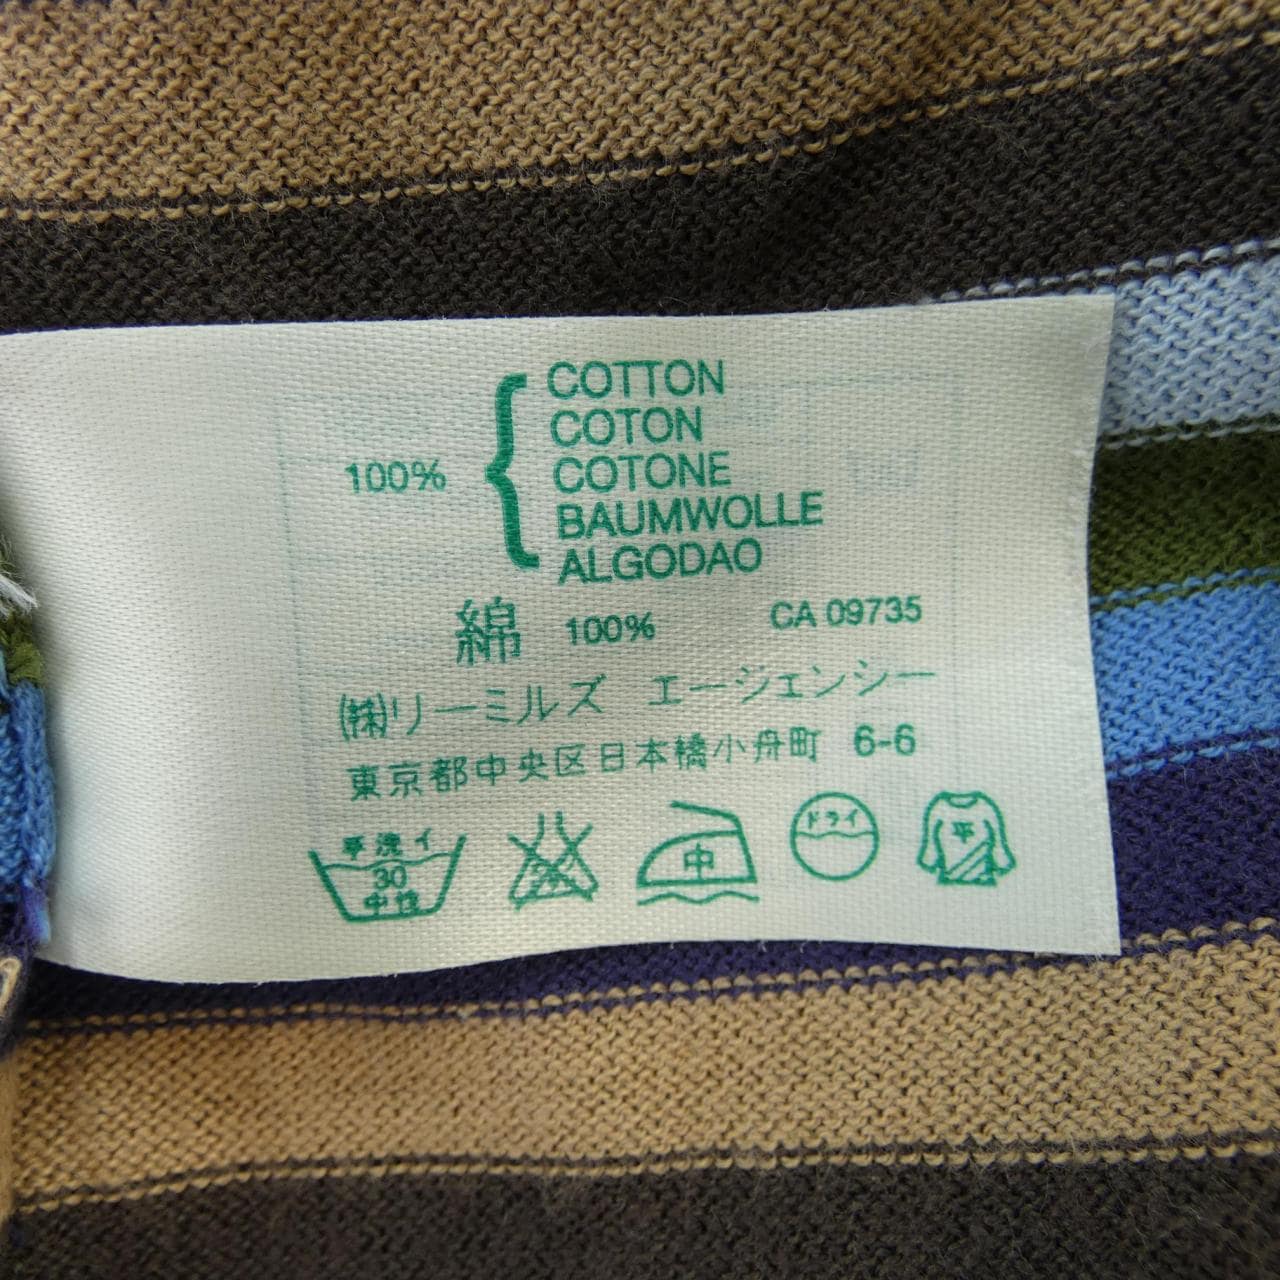 COTTON
COTON
100% { COTONE
BAUMWOLLE
ALGODAO
綿 100% CA 09735
㈱リーミルズ エージェンシー
東京都中央区日本橋小舟町 6-6
手洗イ
30
中性
中
ドライ
平